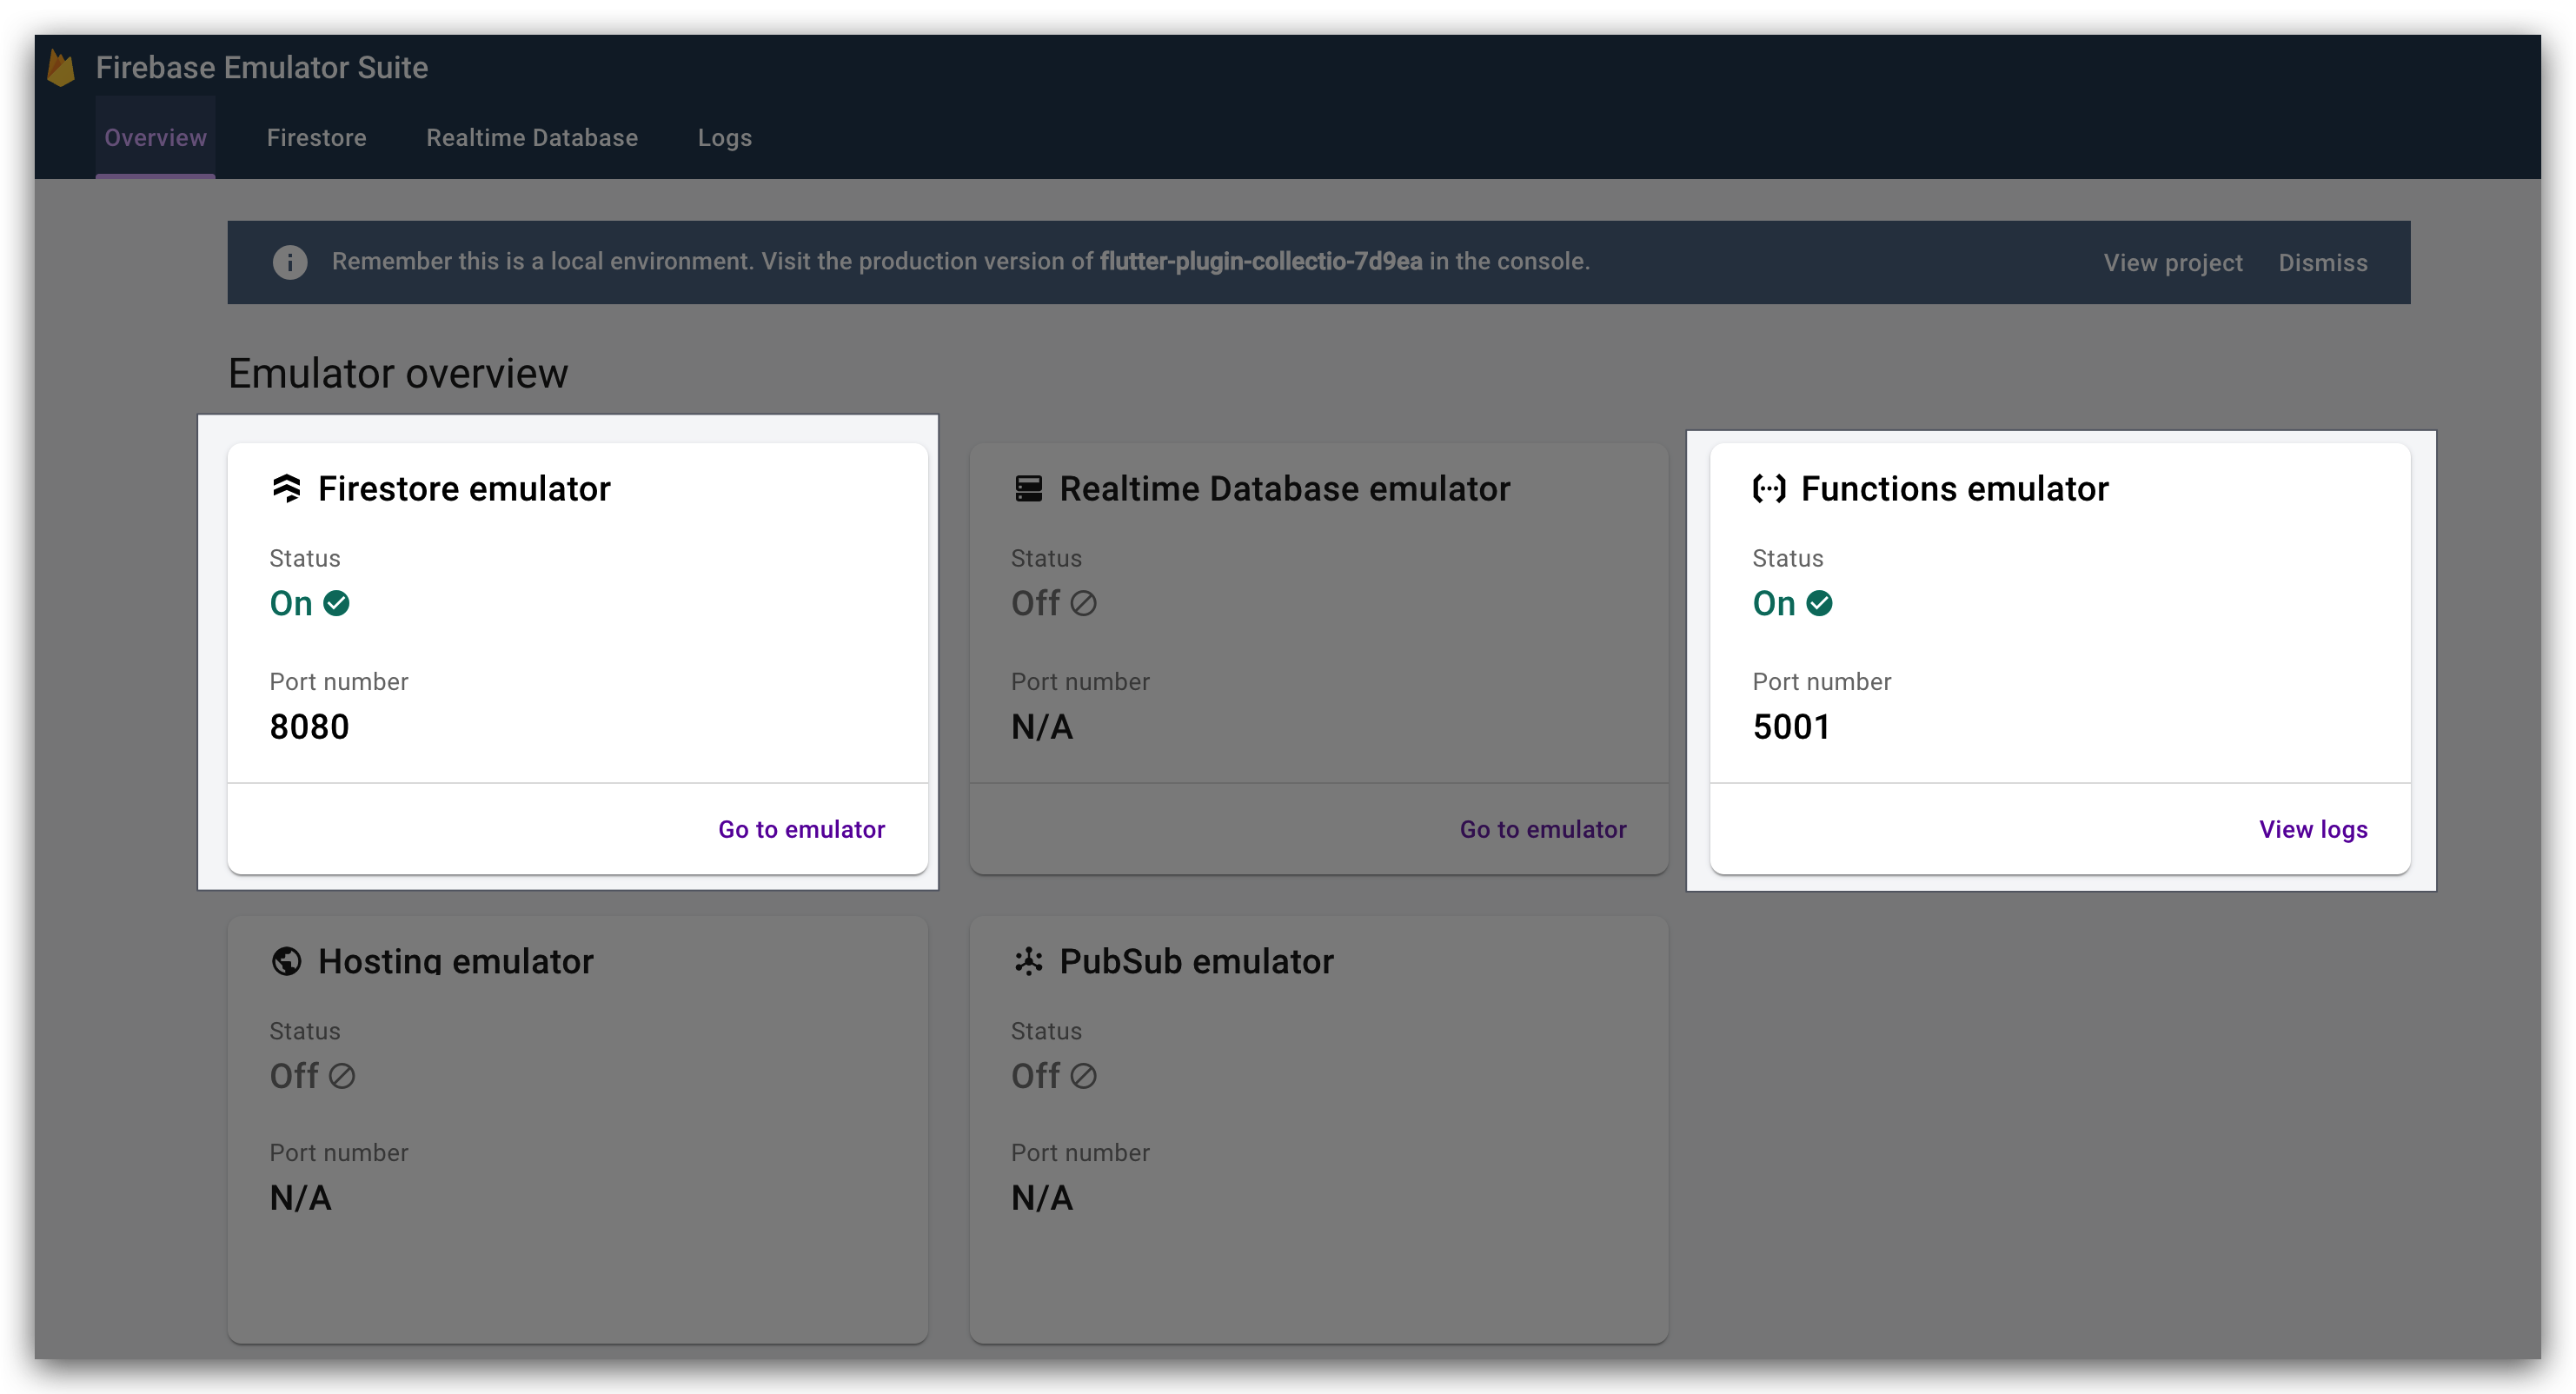 Firebase Emulator Suite
Overview Firestore Realtime Database Logs
Remember this is a local environment. Visit the production version of flutter-plugin-collectio-7d9ea in the console. View project Dismiss
Emulator overview
Firestore emulator
Status
On
Port number
8080
Go to emulator
Realtime Database emulator
Status
Off
Port number
N/A
Go to emulator
Functions emulator
Status
On
Port number
5001
View logs
Hosting emulator
Status
Off
Port number
N/A
PubSub emulator
Status
Off
Port number
N/A